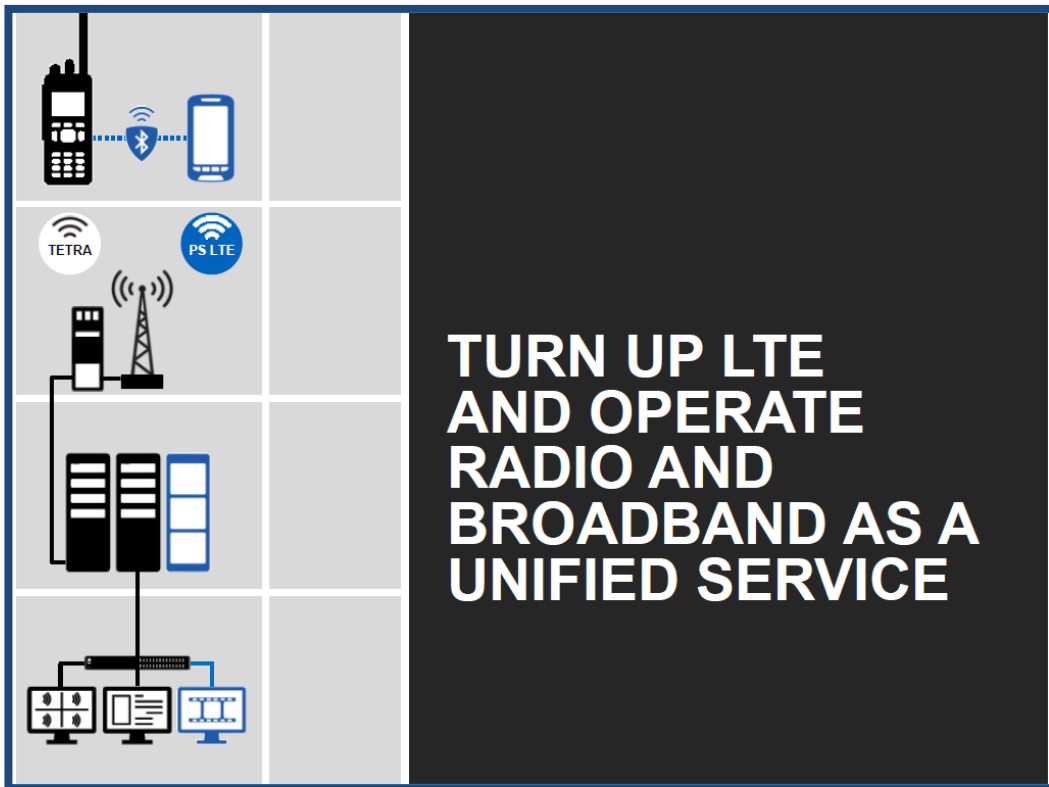 TETRA
PS LTE
TURN UP LTE
AND OPERATE
RADIO AND
BROADBAND AS A
UNIFIED SERVICE